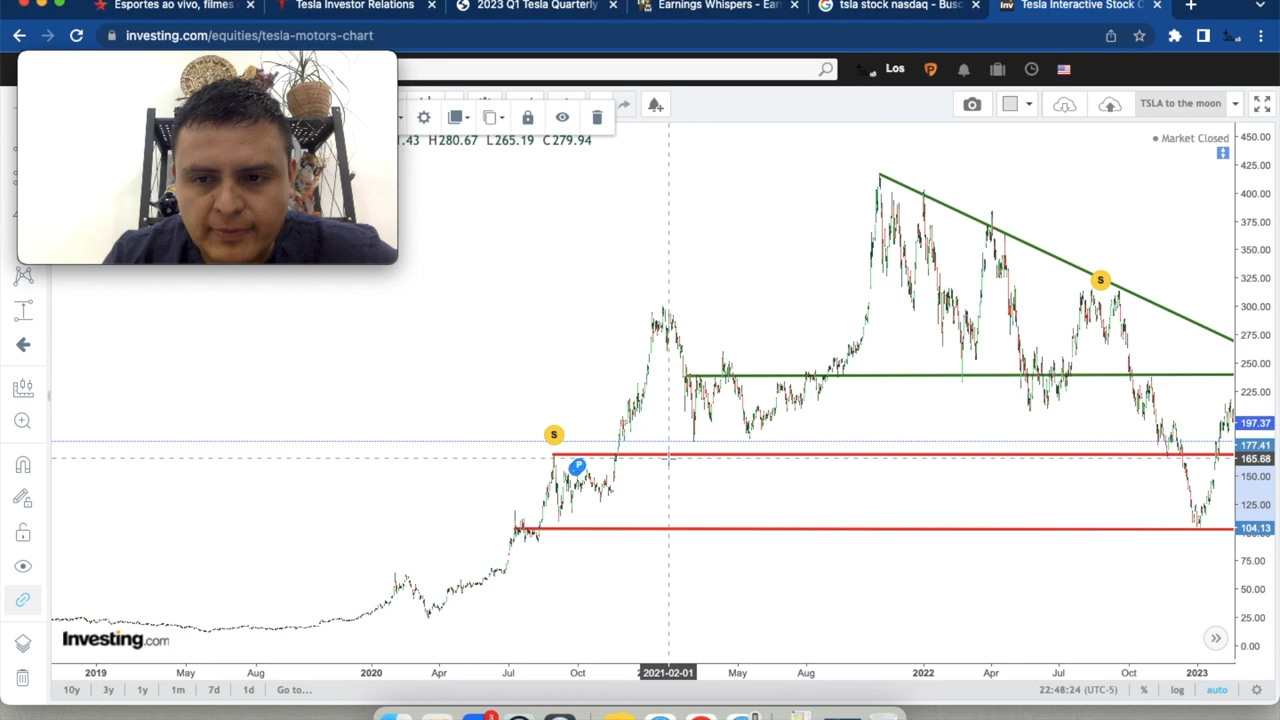 Esportes ao vivo, filmes
Tesla Investor Relations
2023 Q1 Tesla Quarterly
Earnings Whispers - Earn
tsla stock nasdaq - Busc
Tesla Interactive Stock C
investing.com/equities/tesla-motors-chart
Los
TSLA to the moon
.43 H280.67 L265.19 C279.94
Market Closed
450.00
425.00
400.00
375.00
350.00
325.00
300.00
275.00
250.00
225.00
197.37
177.41
165.68
150.00
125.00
104.13
75.00
50.00
25.00
0.00
S
S
P
Investing.com
2019
May
Aug
2020
Apr
Jul
Oct
2021-02-01
May
Aug
2022
Apr
Jul
Oct
2023
10y 3y 1y 1m 7d 1d Go to...
22:48:24 (UTC-5) % log auto
3